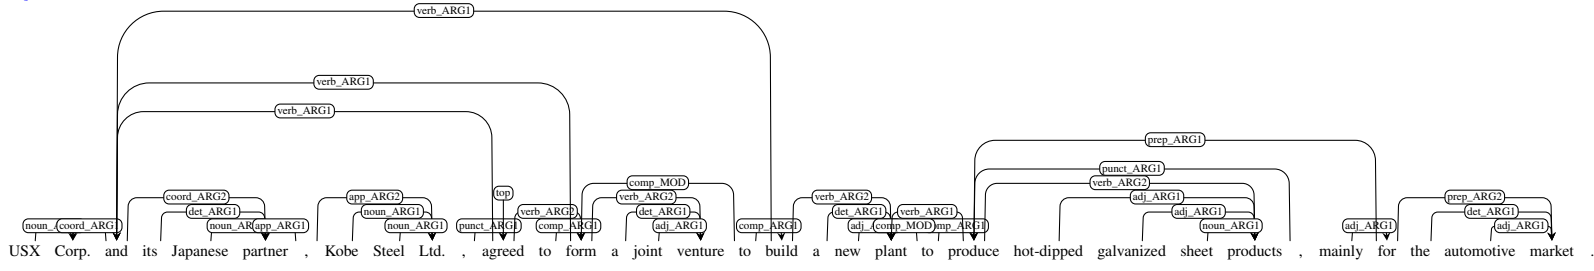 verb_ARG1
verb_ARG1
verb_ARG1
prep_ARG1
punct_ARG1
comp_MOD verb_ARG2
coord_ARG2 app_ARG2 top verb_ARG2 verb_ARG2 adj_ARG1 prep_ARG2
det_ARG1 noun_ARG1 verb_ARG2 det_ARG1 det_ARG1 verb_ARG1 adj_ARG1 det_ARG1
coord_ARG1 app_ARG1 noun_ARG1 punct_ARG1 comp_ARG1 adj_ARG1 comp_ARG1 comp_MOD noun_ARG1 adj_ARG1 adj_ARG1
USX Corp. and its Japanese partner , Kobe Steel Ltd. , agreed to form a joint venture to build a new plant to produce hot-dipped galvanized sheet products , mainly for the automotive market .